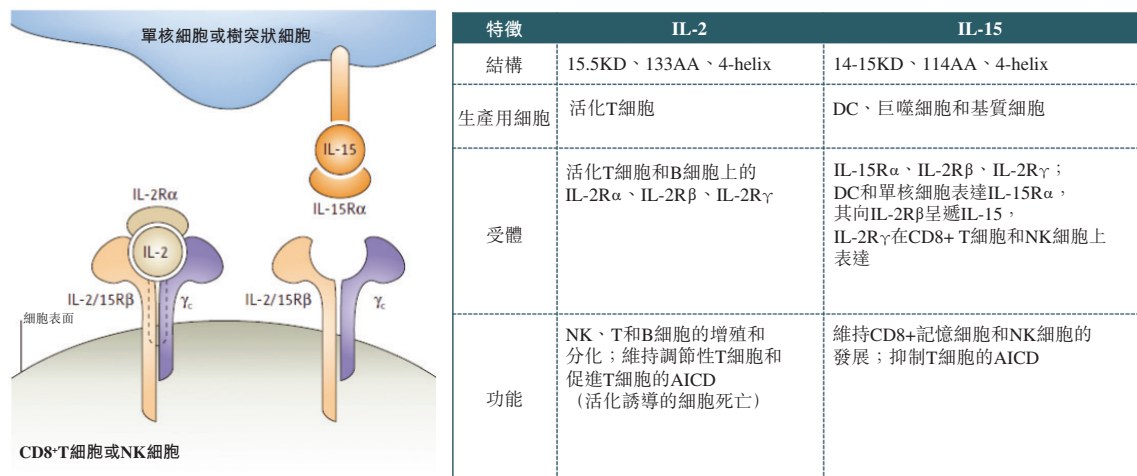 單核細胞或樹突狀細胞
IL-15
IL-2Rα
IL-15Rα
IL-2
IL-2/15Rβ
γc
IL-2/15Rβ
γc
細胞表面
CD8+T細胞或NK細胞
特徵 IL-2 IL-15
結構 15.5KD、133AA、4-helix 14-15KD、114AA、4-helix
生產用細胞 活化T細胞 DC、巨噬細胞和基質細胞
受體
活化T細胞和B細胞上的
IL-2Rα、IL-2Rβ、IL-2Rγ
IL-15Rα、IL-2Rβ、IL-2Rγ；
DC和單核細胞表達IL-15Rα，
其向IL-2Rβ呈遞IL-15，
IL-2Rγ在CD8+ T細胞和NK細胞上
表達
功能
NK、T和B細胞的增殖和
分化；維持調節性T細胞和
促進T細胞的AICD
（活化誘導的細胞死亡）
維持CD8+記憶細胞和NK細胞的
發展；抑制T細胞的AICD